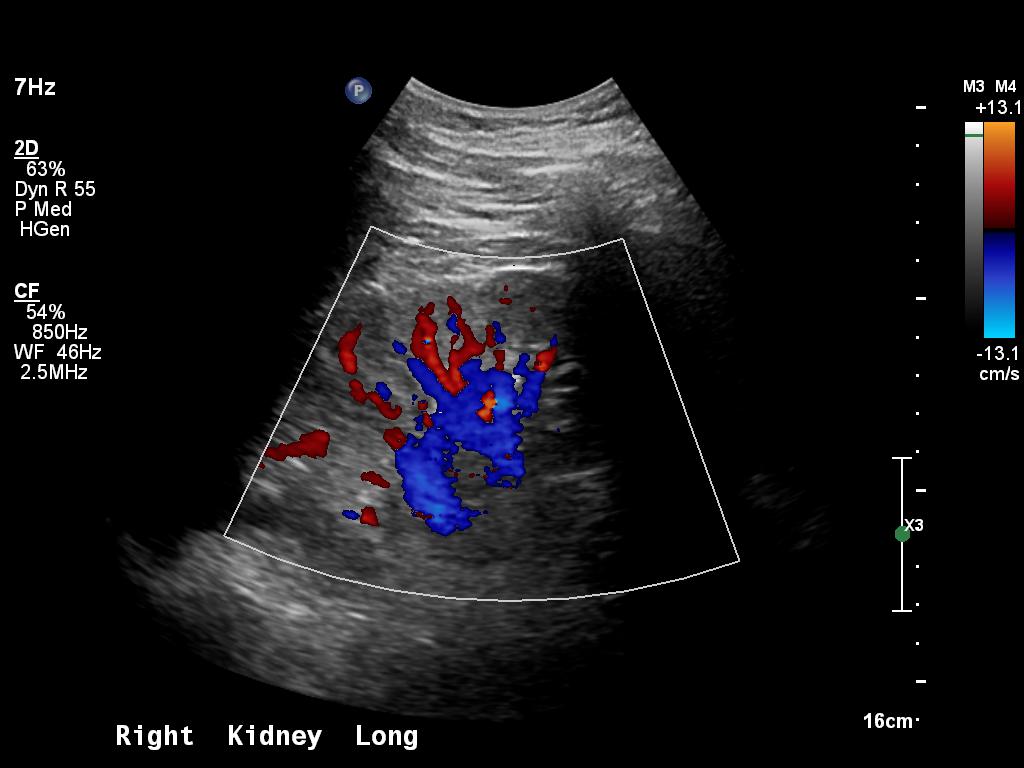 7Hz
P
2D
63%
Dyn R 55
P Med
HGen
CF
54%
850Hz
WF 46Hz
2.5MHz
M3 M4
+13.1
-13.1
cm/s
X3
16cm
Right Kidney Long